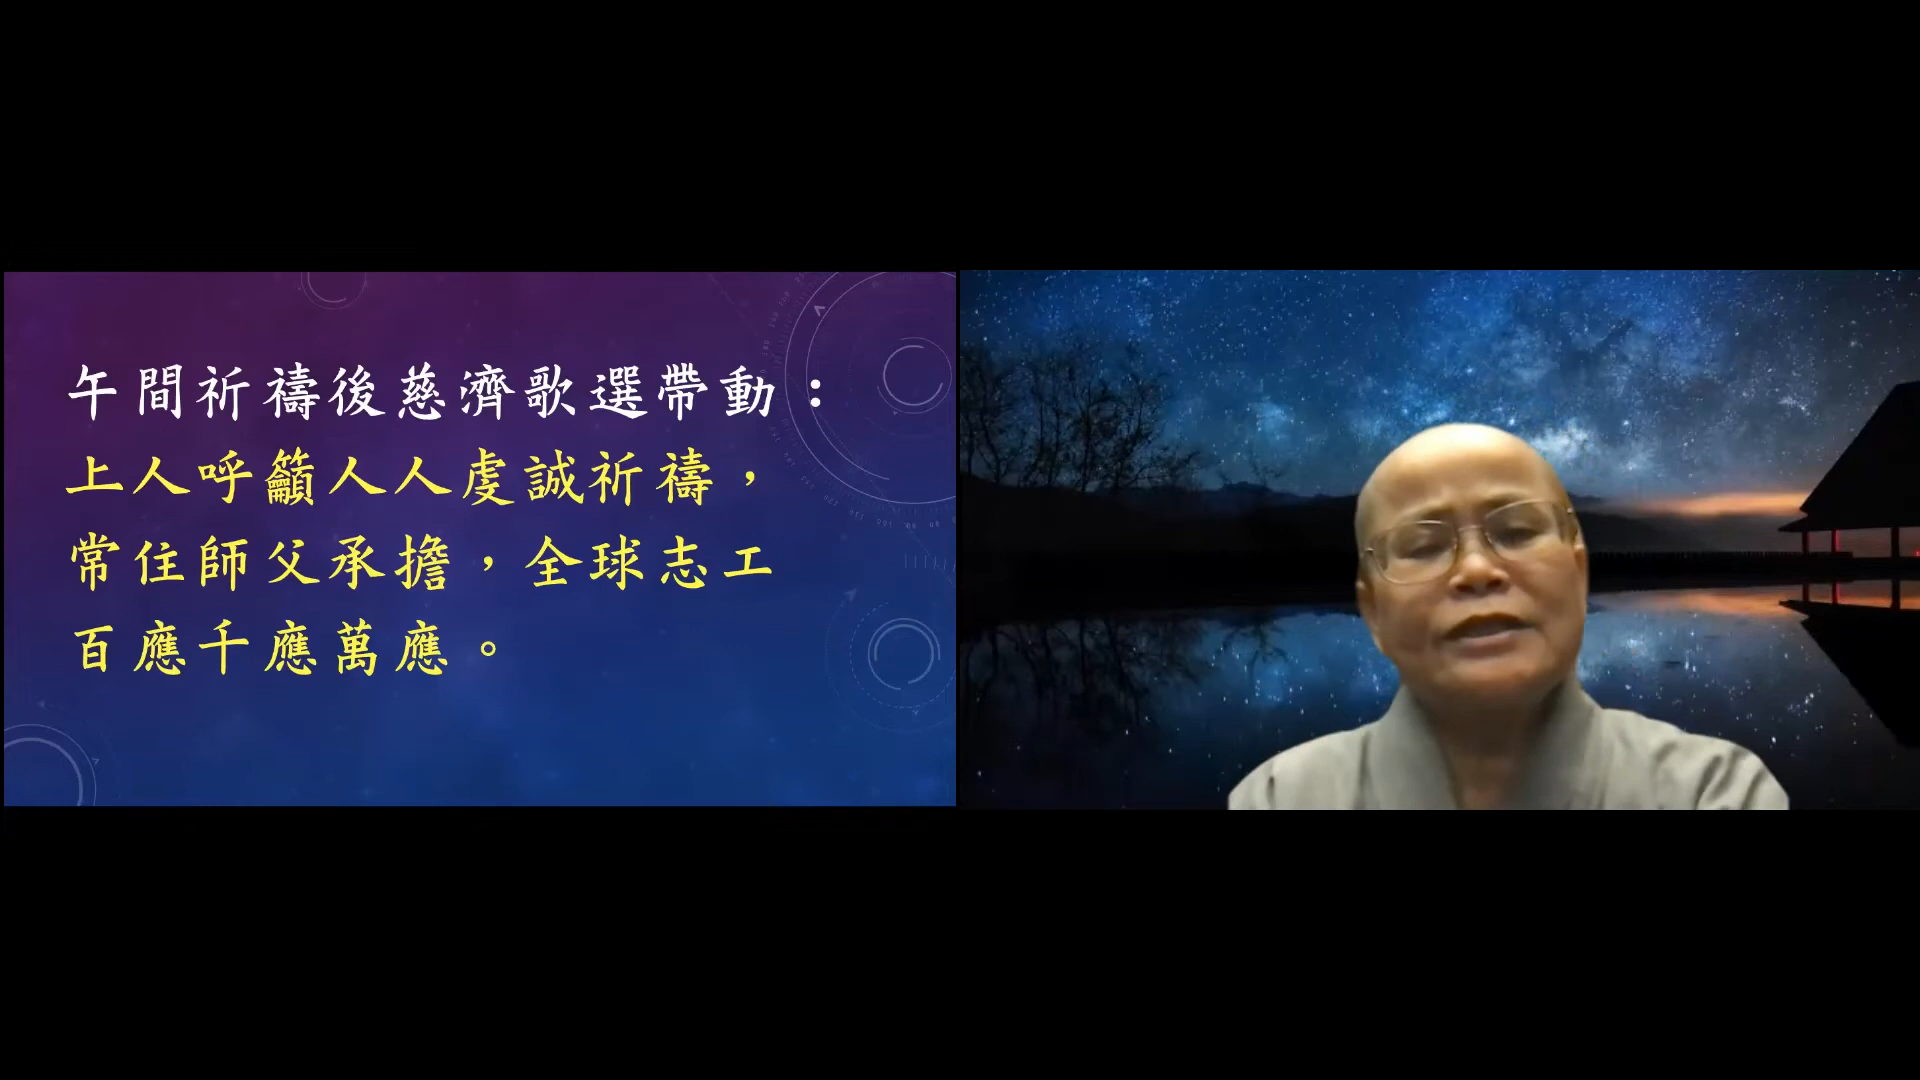 午間祈禱後慈濟歌選帶動：
上人呼籲人人虔誠祈禱，
常住師父承擔，全球志工
百應千應萬應。